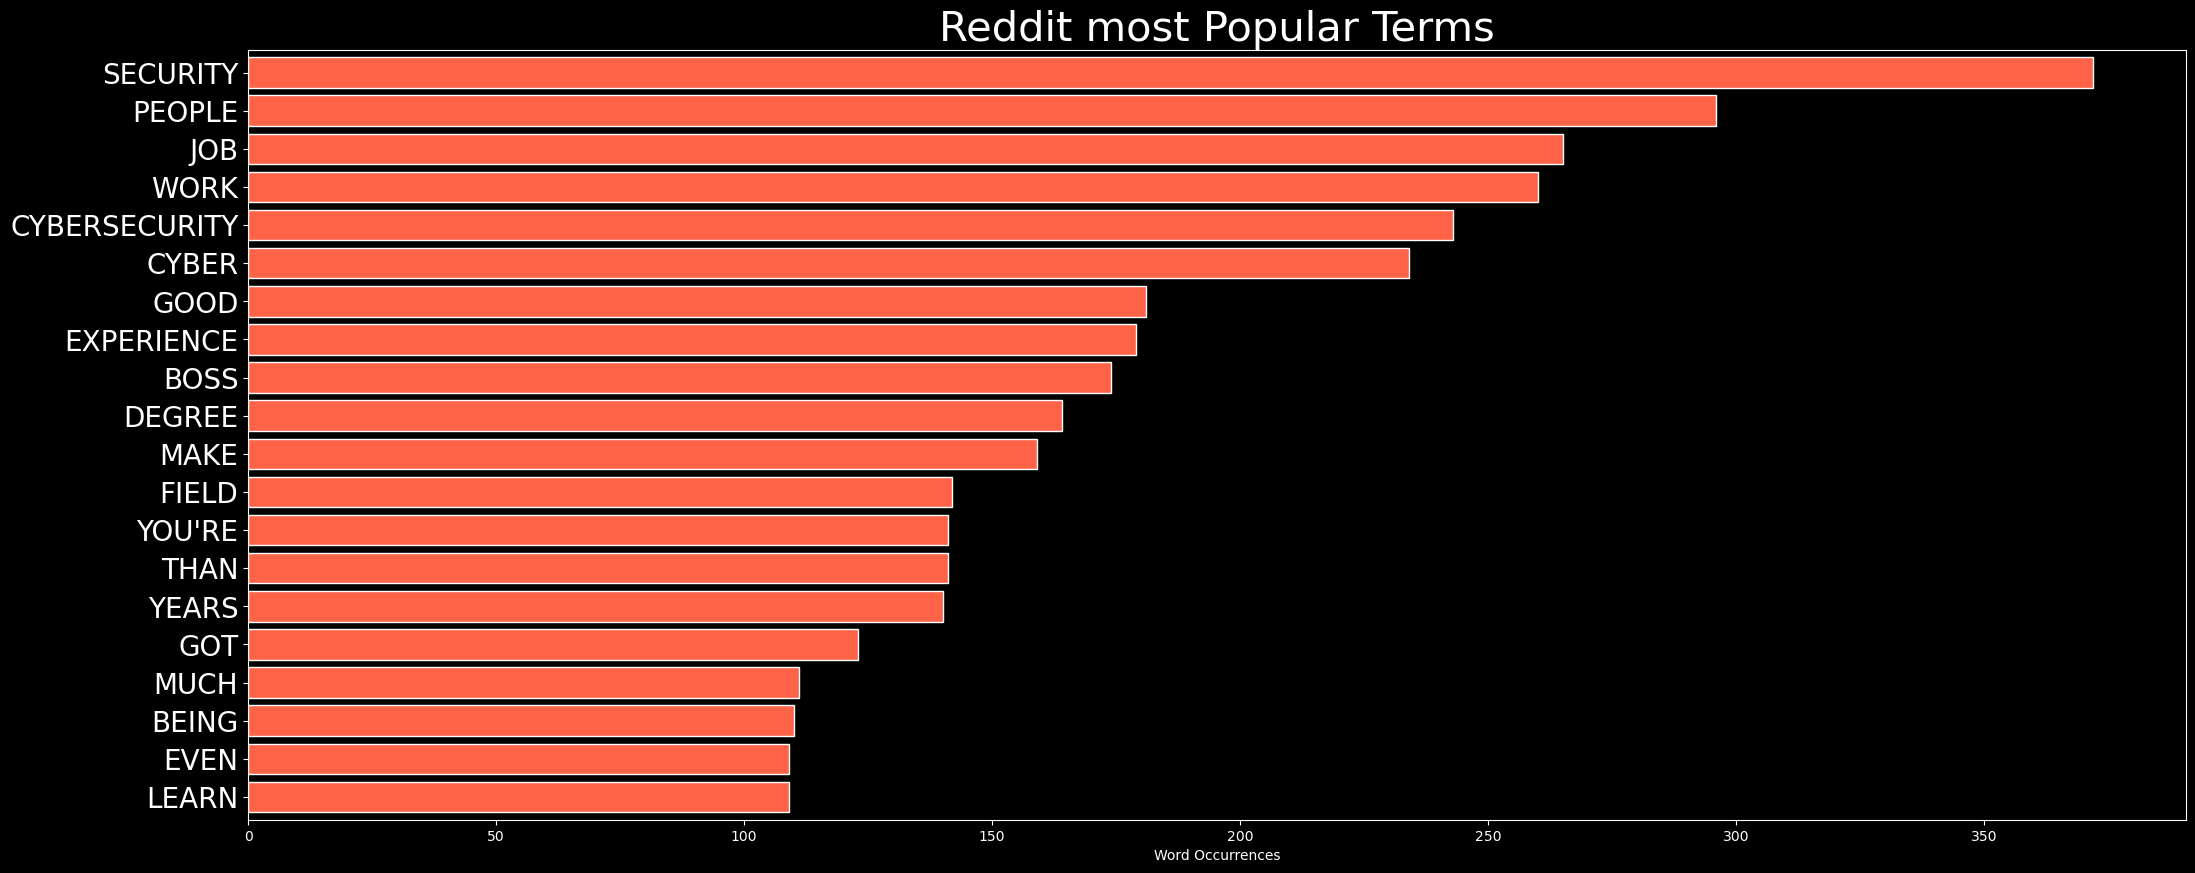 Reddit most Popular Terms
SECURITY
PEOPLE
JOB
WORK
CYBERSECURITY
CYBER
GOOD
EXPERIENCE
BOSS
DEGREE
MAKE
FIELD
YOU'RE
THAN
YEARS
GOT
MUCH
BEING
EVEN
LEARN
0 50 100 150 200 250 300 350
Word Occurrences